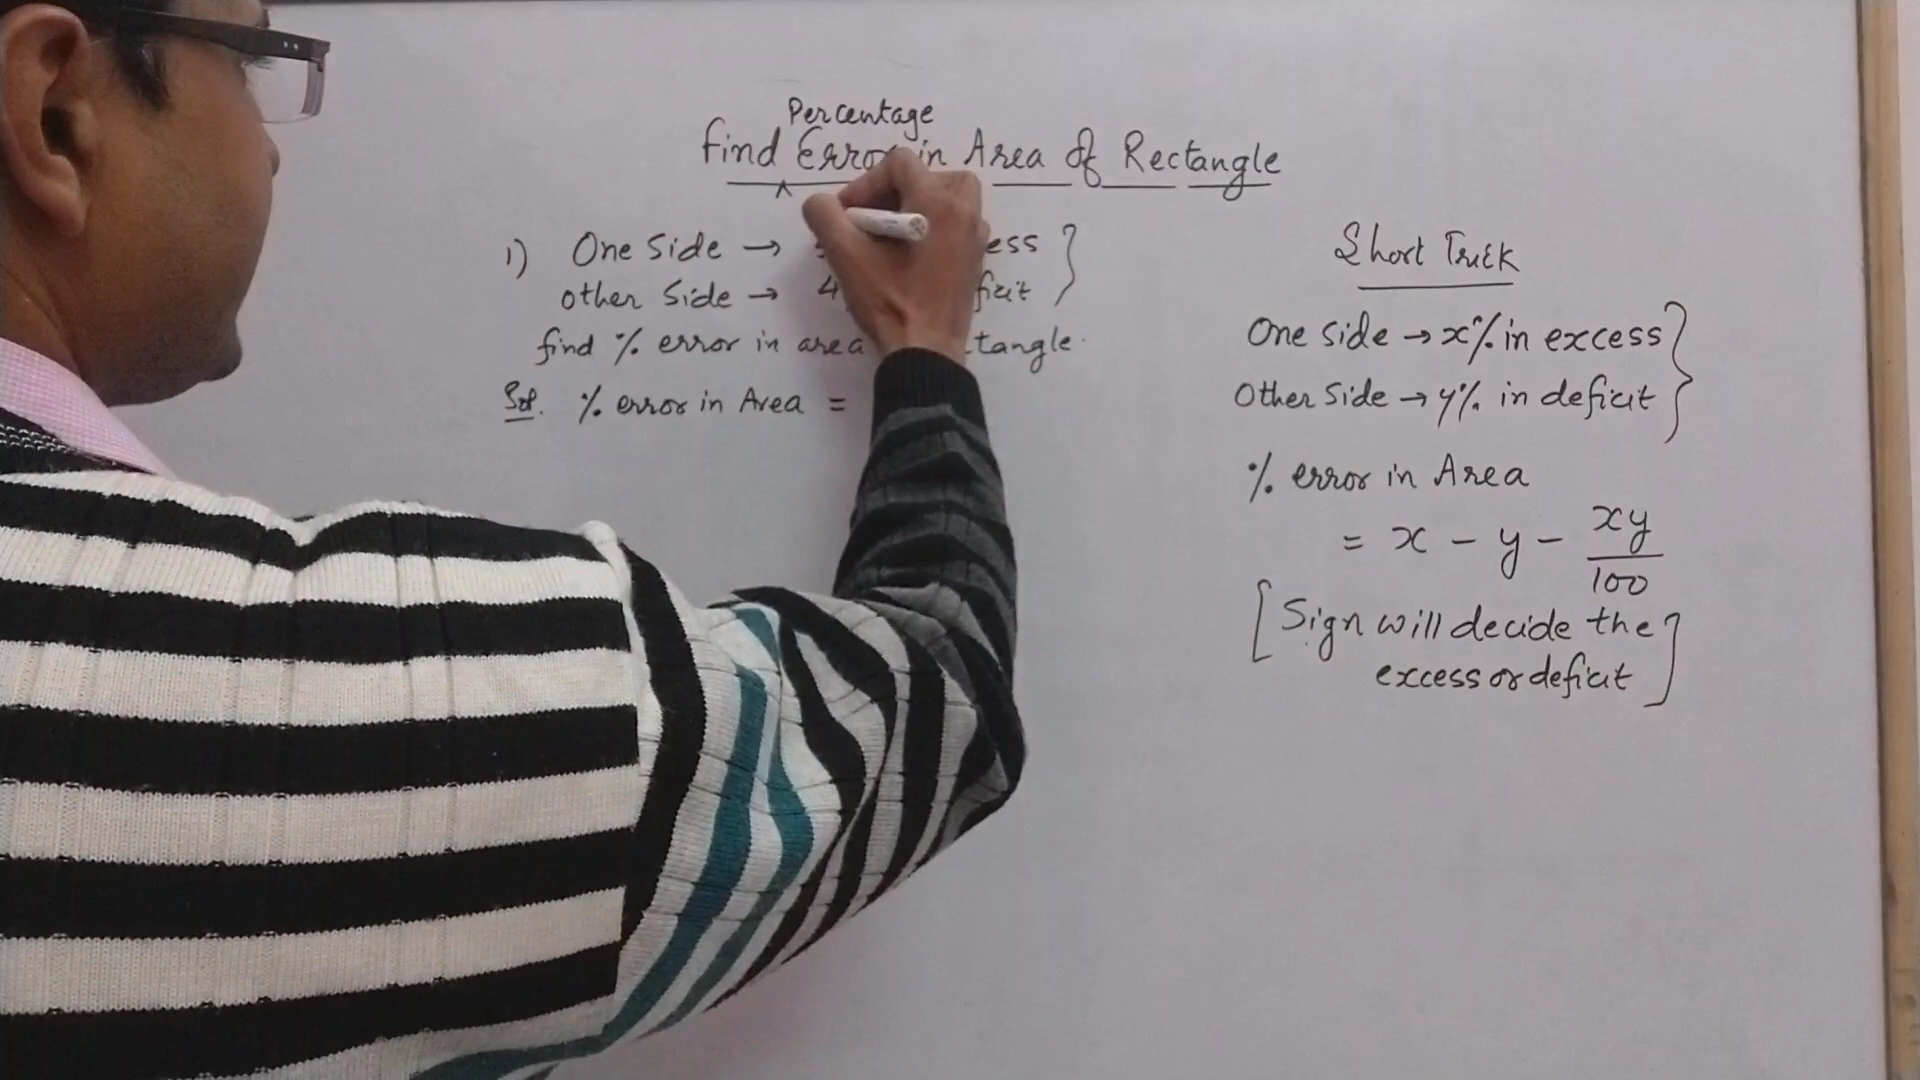 Percentage
find Error in Area of Rectangle
1) One Side →
other Side → 4
find % error in area
Sol. % error in Area =
Short Trick
One side → x% in excess
Other Side → y% in deficit
% error in Area
= x - y - xy/100
[Sign will decide the
excess or deficit]